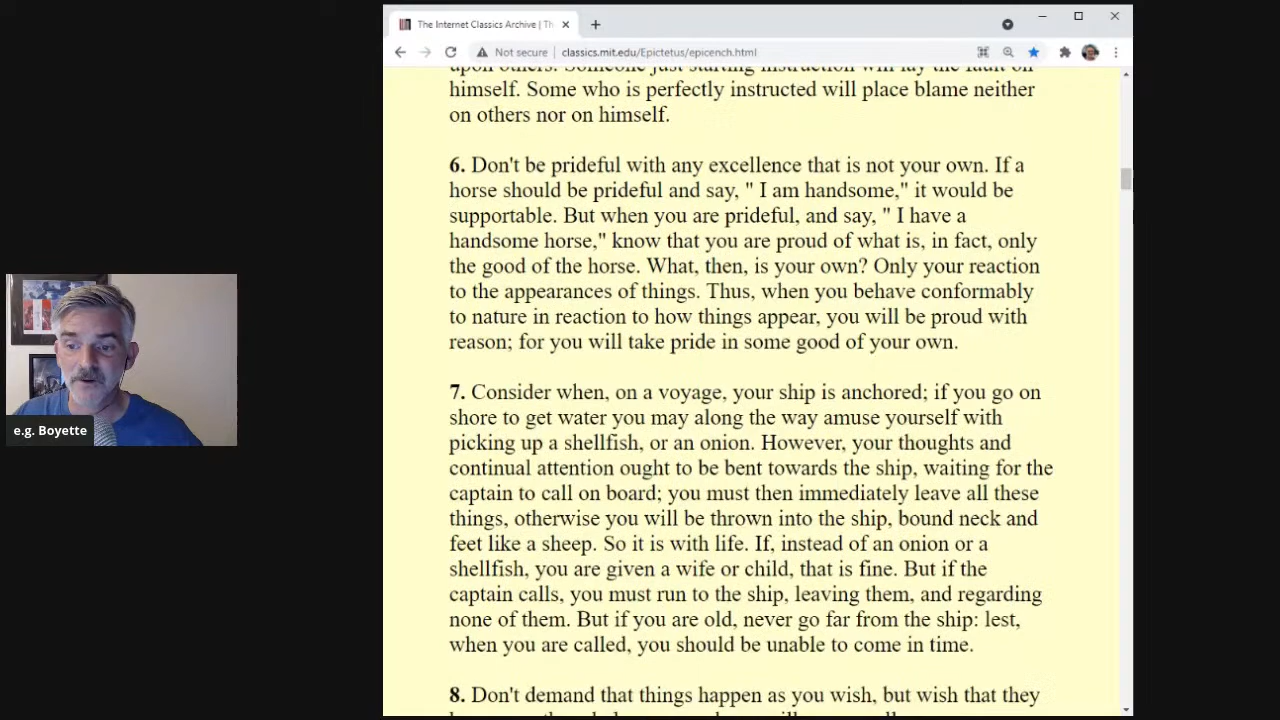 The Internet Classics Archive | Th
Not secure
classics.mit.edu/Epictetus/epicench.html
upon others. Someone just starting instruction will lay the fault on
himself. Some who is perfectly instructed will place blame neither
on others nor on himself.
6. Don't be prideful with any excellence that is not your own. If a
horse should be prideful and say, " I am handsome," it would be
supportable. But when you are prideful, and say, " I have a
handsome horse," know that you are proud of what is, in fact, only
the good of the horse. What, then, is your own? Only your reaction
to the appearances of things. Thus, when you behave conformably
to nature in reaction to how things appear, you will be proud with
reason; for you will take pride in some good of your own.
7. Consider when, on a voyage, your ship is anchored; if you go on
shore to get water you may along the way amuse yourself with
picking up a shellfish, or an onion. However, your thoughts and
continual attention ought to be bent towards the ship, waiting for the
captain to call on board; you must then immediately leave all these
things, otherwise you will be thrown into the ship, bound neck and
feet like a sheep. So it is with life. If, instead of an onion or a
shellfish, you are given a wife or child, that is fine. But if the
captain calls, you must run to the ship, leaving them, and regarding
none of them. But if you are old, never go far from the ship: lest,
when you are called, you should be unable to come in time.
8. Don't demand that things happen as you wish, but wish that they
e.g. Boyette